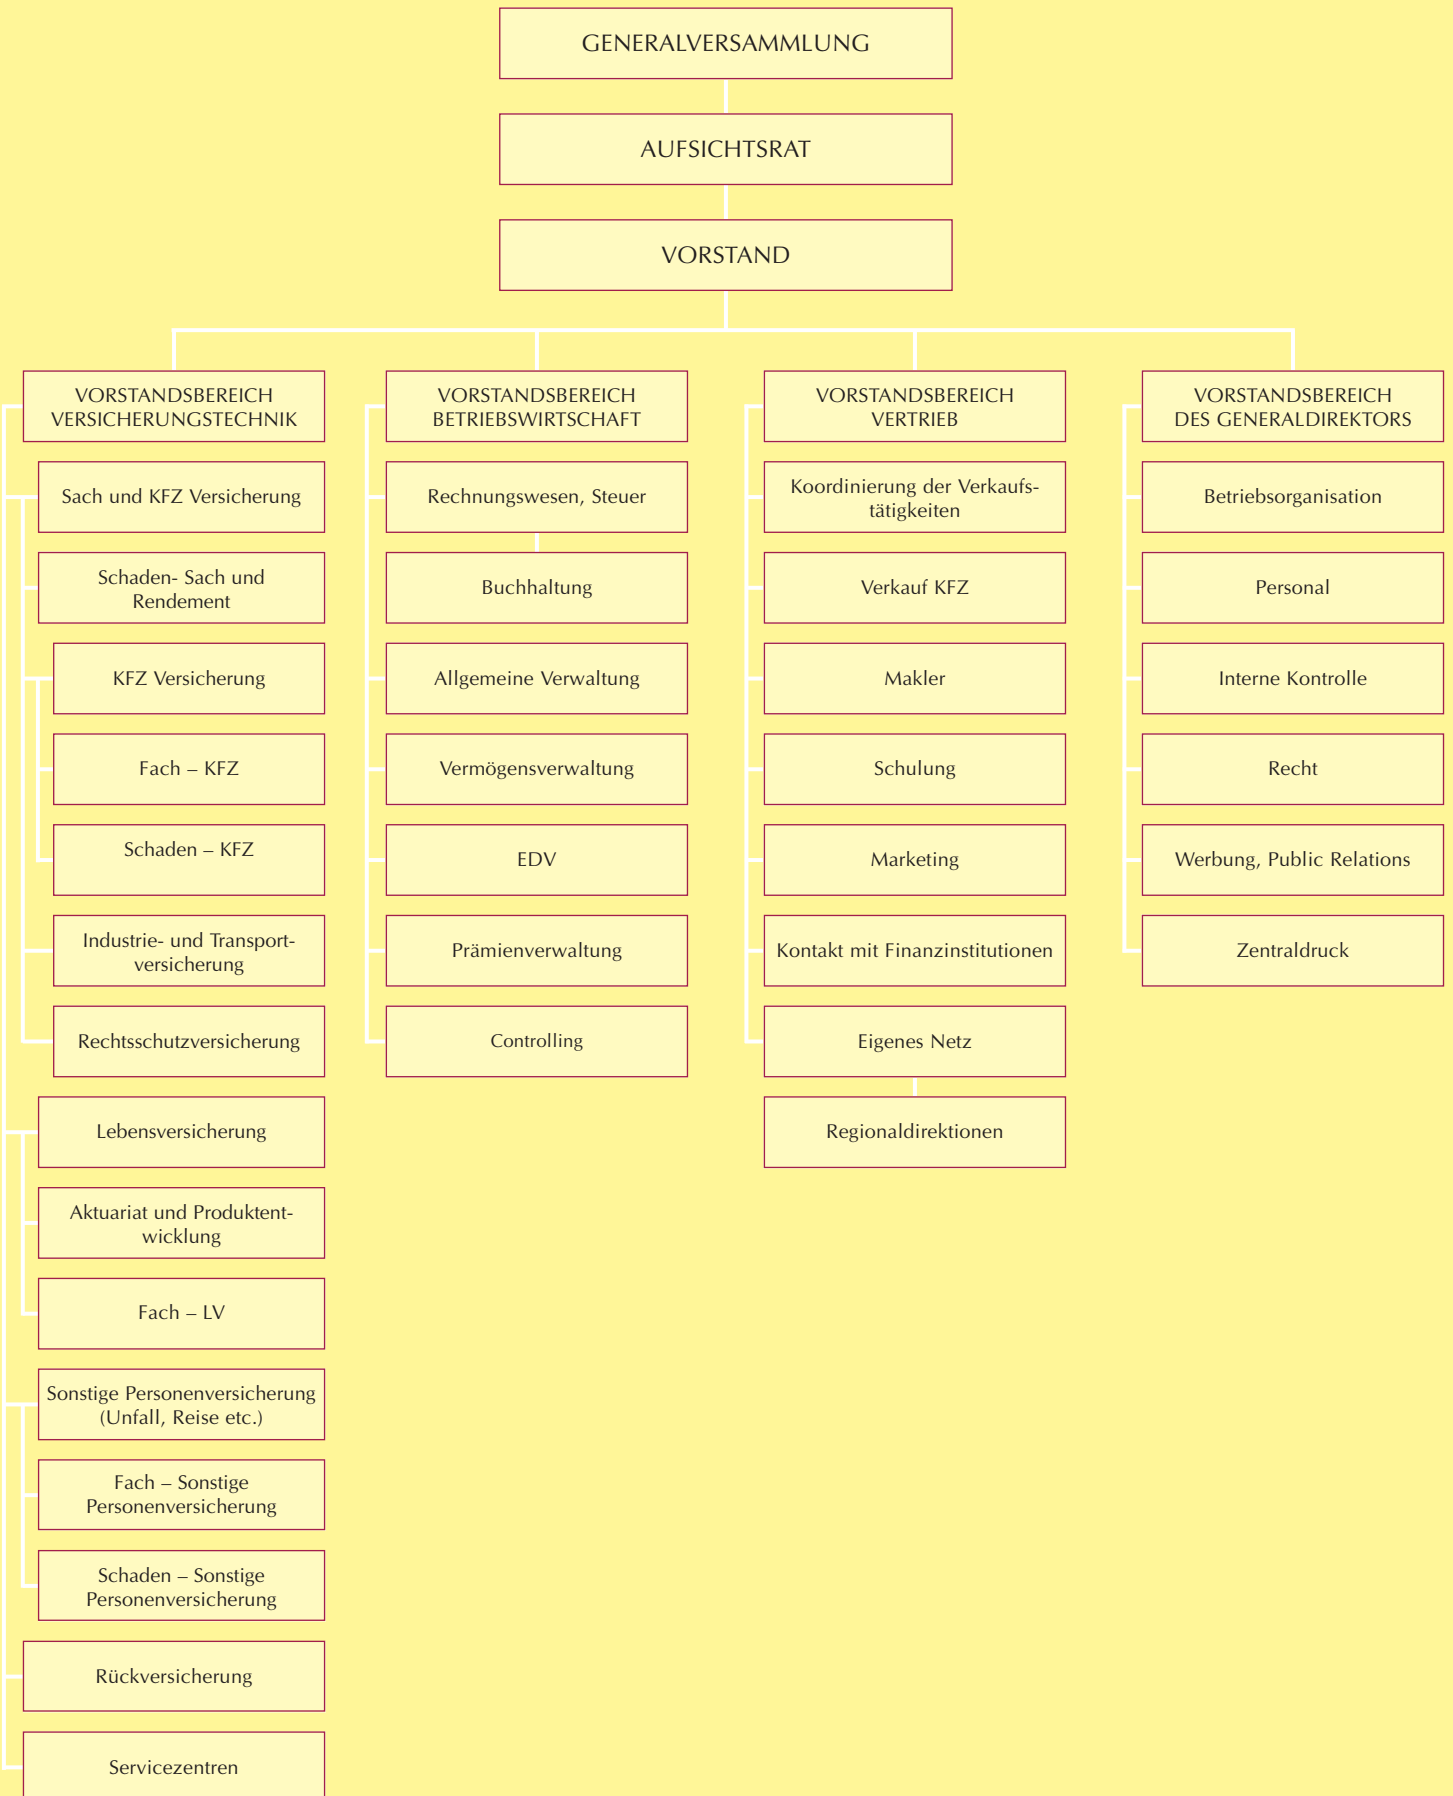 GENERALVERSAMMLUNG
AUFSICHTSRAT
VORSTAND
VORSTANDSBEREICH
VERSICHERUNGSTECHNIK
Sach und KFZ Versicherung
Schaden- Sach und
Rendement
KFZ Versicherung
Fach – KFZ
Schaden – KFZ
Industrie- und Transport-
versicherung
Rechtsschutzversicherung
Lebensversicherung
Aktuariat und Produktent-
wicklung
Fach – LV
Sonstige Personenversicherung
(Unfall, Reise etc.)
Fach – Sonstige
Personenversicherung
Schaden – Sonstige
Personenversicherung
Rückversicherung
Servicezentren
VORSTANDSBEREICH
BETRIEBSWIRTSCHAFT
Rechnungswesen, Steuer
Buchhaltung
Allgemeine Verwaltung
Vermögensverwaltung
EDV
Prämienverwaltung
Controlling
VORSTANDSBEREICH
VERTRIEB
Koordinierung der Verkaufs-
tätigkeiten
Verkauf KFZ
Makler
Schulung
Marketing
Kontakt mit Finanzinstitutionen
Eigenes Netz
Regionaldirektionen
VORSTANDSBEREICH
DES GENERALDIREKTORS
Betriebsorganisation
Personal
Interne Kontrolle
Recht
Werbung, Public Relations
Zentraldruck